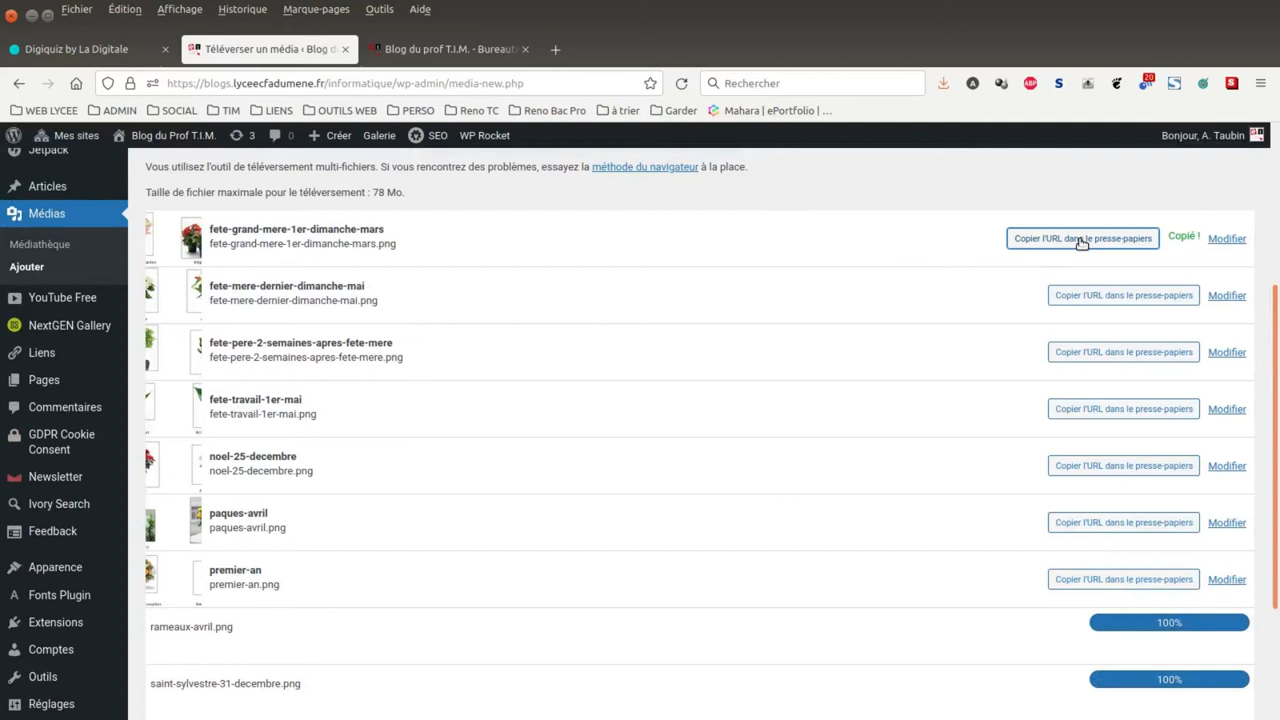 Fichier Édition Affichage Historique Marque-pages Outils Aide
Digiquiz by La Digitale
Téléverser un média ‹ Blog d
Blog du prof T.I.M. - Bureaut
https://blogs.lyceecfadumene.fr/informatique/wp-admin/media-new.php
Rechercher
20
WEB LYCEE ADMIN SOCIAL TIM LIENS OUTILS WEB PERSO Reno TC Reno Bac Pro à trier Garder Mahara | ePortfolio | ...
Mes sites Blog du Prof T.I.M. 3 0 Créer Galerie SEO WP Rocket Bonjour, A. Taubin
Jetpack
Articles
Médias
Médiathèque
Ajouter
YouTube Free
NextGEN Gallery
Liens
Pages
Commentaires
GDPR Cookie
Consent
Newsletter
Ivory Search
Feedback
Apparence
Fonts Plugin
Extensions
Comptes
Outils
Réglages
Vous utilisez l'outil de téléversement multi-fichiers. Si vous rencontrez des problèmes, essayez la méthode du navigateur à la place.
Taille de fichier maximale pour le téléversement : 78 Mo.
fete-grand-mere-1er-dimanche-mars
fete-grand-mere-1er-dimanche-mars.png
Copier l'URL dans le presse-papiers Copié ! Modifier
fete-mere-dernier-dimanche-mai
fete-mere-dernier-dimanche-mai.png
Copier l'URL dans le presse-papiers Modifier
fete-pere-2-semaines-apres-fete-mere
fete-pere-2-semaines-apres-fete-mere.png
Copier l'URL dans le presse-papiers Modifier
fete-travail-1er-mai
fete-travail-1er-mai.png
Copier l'URL dans le presse-papiers Modifier
noel-25-decembre
noel-25-decembre.png
Copier l'URL dans le presse-papiers Modifier
paques-avril
paques-avril.png
Copier l'URL dans le presse-papiers Modifier
premier-an
premier-an.png
Copier l'URL dans le presse-papiers Modifier
rameaux-avril.png
100%
saint-sylvestre-31-decembre.png
100%